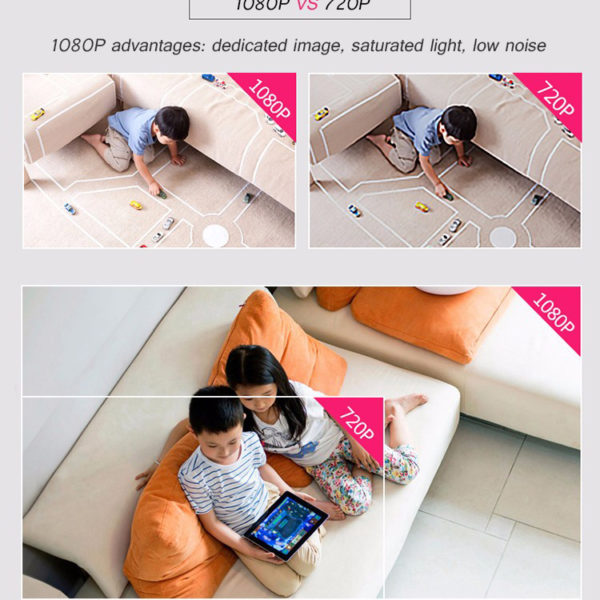 1080P VS 720P
1080P advantages: dedicated image, saturated light, low noise
1080P
720P
1080P
720P